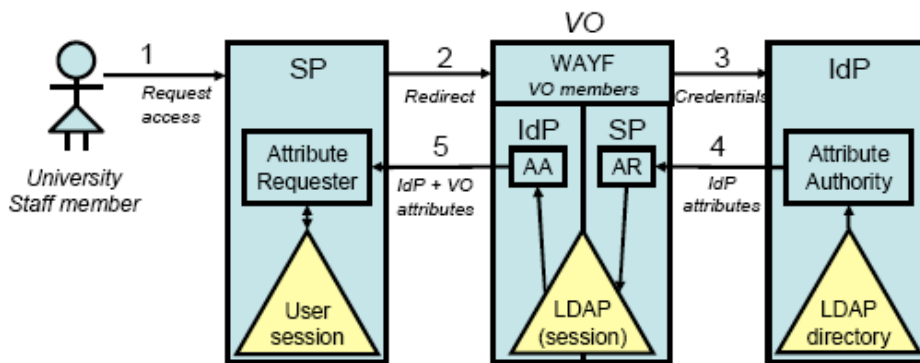 VO
1
Request
access
University
Staff member
SP
Attribute
Requester
User
session
2
Redirect
5
IdP + VO
attributes
WAYF
VO members
IdP
SP
AA
AR
LDAP
(session)
3
Credentials
4
IdP
attributes
IdP
Attribute
Authority
LDAP
directory